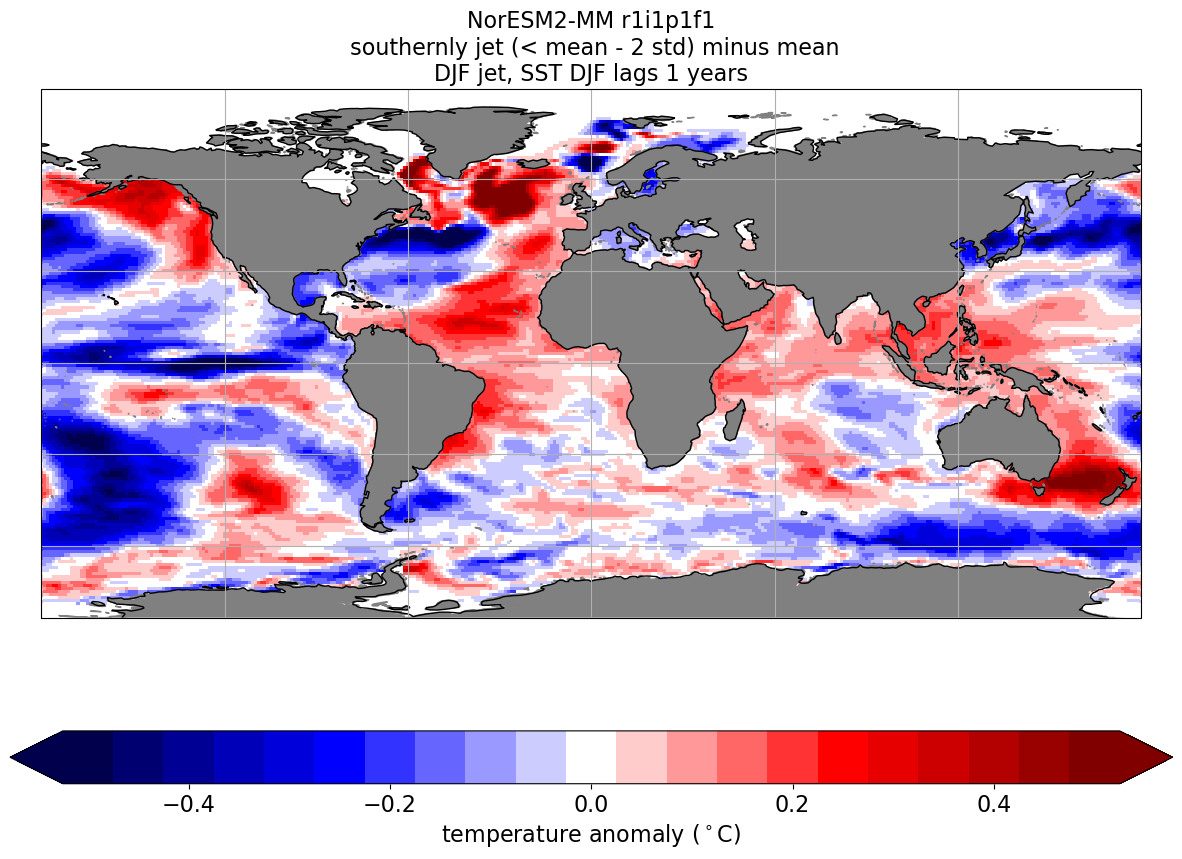 NorESM2-MM r1i1p1f1
southernly jet (< mean - 2 std) minus mean
DJF jet, SST DJF lags 1 years
−0.4 −0.2 0.0 0.2 0.4
temperature anomaly (°C)